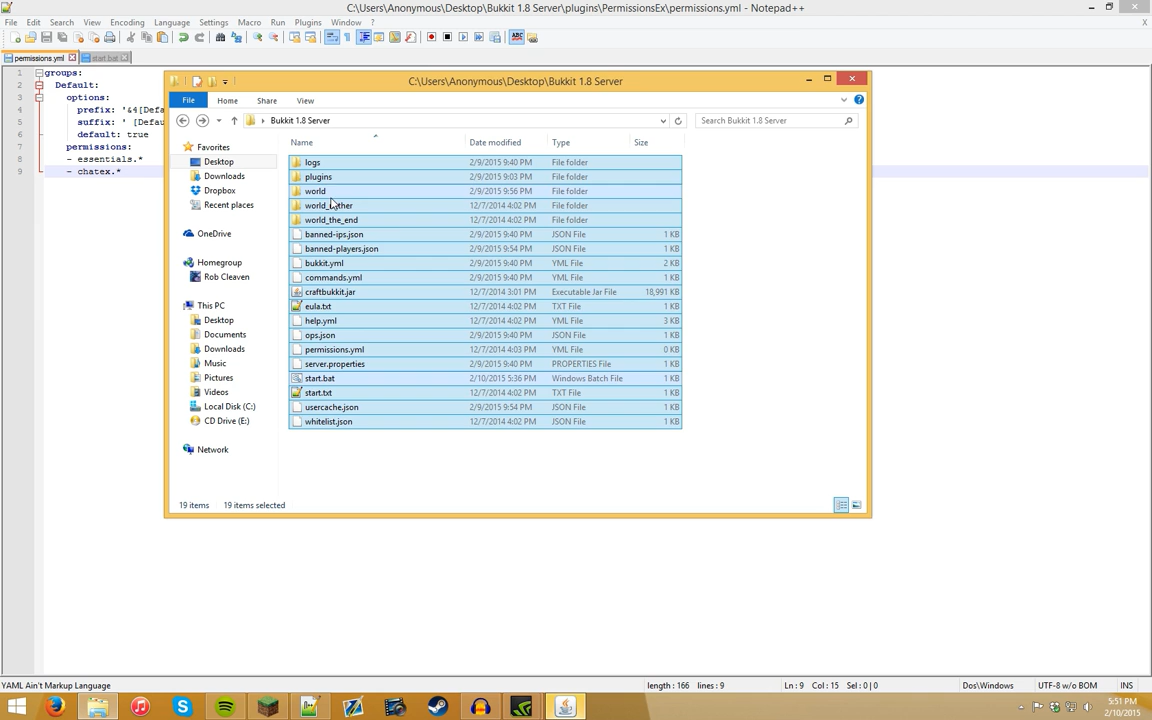 C:\Users\Anonymous\Desktop\Bukkit 1.8 Server\plugins\PermissionsEx\permissions.yml - Notepad++
File Edit Search View Encoding Language Settings Macro Run Plugins Window ? X
permissions.yml start.bat
1 groups:
2 Default:
3 options:
4 prefix: '&4[Defa
5 suffix: ' [Defau
6 default: true
7 permissions:
8 - essentials.*
9 - chatex.*
C:\Users\Anonymous\Desktop\Bukkit 1.8 Server
File Home Share View
Bukkit 1.8 Server Search Bukkit 1.8 Server
Name Date modified Type Size
Favorites
Desktop
Downloads
Dropbox
Recent places
OneDrive
Homegroup
Rob Cleaven
This PC
Desktop
Documents
Downloads
Music
Pictures
Videos
Local Disk (C:)
CD Drive (E:)
Network
logs 2/9/2015 9:40 PM File folder
plugins 2/9/2015 9:03 PM File folder
world 2/9/2015 9:56 PM File folder
12/7/2014 4:02 PM File folder
world_the_end 12/7/2014 4:02 PM File folder
banned-ips.json 2/9/2015 9:40 PM JSON File 1 KB
banned-players.json 2/9/2015 9:54 PM JSON File 1 KB
bukkit.yml 2/9/2015 9:40 PM YML File 2 KB
commands.yml 2/9/2015 9:40 PM YML File 1 KB
craftbukkit.jar 12/7/2014 3:01 PM Executable Jar File 18,991 KB
eula.txt 12/7/2014 4:02 PM TXT File 1 KB
help.yml 12/7/2014 4:02 PM YML File 3 KB
ops.json 2/9/2015 9:40 PM JSON File 1 KB
permissions.yml 12/7/2014 4:03 PM YML File 0 KB
server.properties 2/9/2015 9:40 PM PROPERTIES File 1 KB
start.bat 2/10/2015 5:36 PM Windows Batch File 1 KB
start.txt 12/7/2014 4:02 PM TXT File 1 KB
usercache.json 2/9/2015 9:54 PM JSON File 1 KB
whitelist.json 12/7/2014 4:02 PM JSON File 1 KB
19 items 19 items selected
YAML Ain't Markup Language length : 166 lines : 9 Ln : 9 Col : 15 Sel : 0 | 0 Dos\Windows UTF-8 w/o BOM INS
5:51 PM
2/10/2015